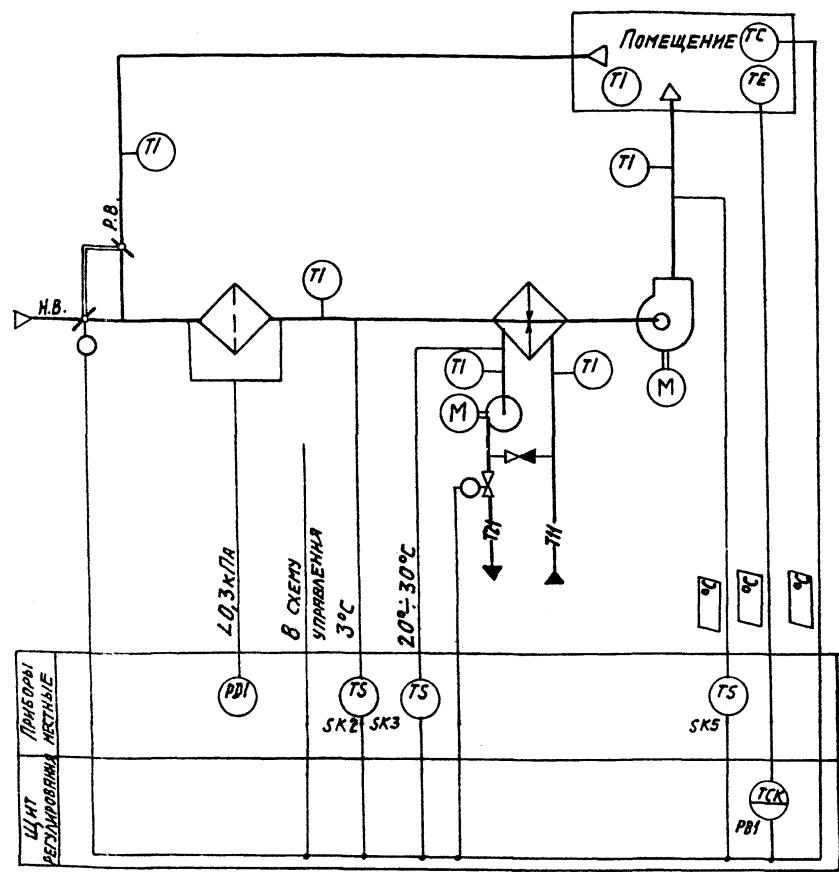 ПОМЕЩЕНИЕ
TC
TI
TE
TI
TI
Р.В.
Н.В.
TI
TI
TI
M
M
T21
T11
<0,3кПа
В СХЕМУ
УПРАВЛЕНИЯ
3°С
20°÷30°С
°С
°С
°С
ПРИБОРЫ
МЕСТНЫЕ
PDI
TS
SK2
SK3
TS
TS
SK5
ЩИТ
РЕГУЛИРОВАНИЯ
TCK
PB1